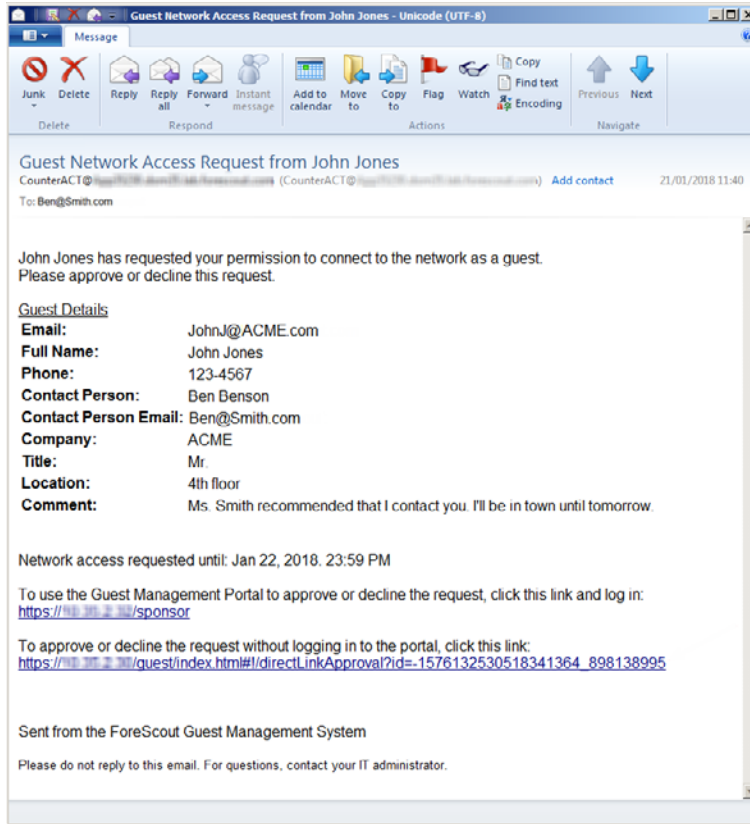 Guest Network Access Request from John Jones - Unicode (UTF-8)
Message
Junk Delete Reply Reply all Forward Instant message Add to calendar Move to Copy to Flag Watch Copy Find text Encoding Previous Next
Delete Respond Actions Navigate
Guest Network Access Request from John Jones
CounterACT@ (CounterACT@ ) Add contact 21/01/2018 11:40
To: Ben@Smith.com
John Jones has requested your permission to connect to the network as a guest.
Please approve or decline this request.
Guest Details
Email: JohnJ@ACME.com
Full Name: John Jones
Phone: 123-4567
Contact Person: Ben Benson
Contact Person Email: Ben@Smith.com
Company: ACME
Title: Mr.
Location: 4th floor
Comment: Ms. Smith recommended that I contact you. I'll be in town until tomorrow.
Network access requested until: Jan 22, 2018. 23:59 PM
To use the Guest Management Portal to approve or decline the request, click this link and log in:
https:// /sponsor
To approve or decline the request without logging in to the portal, click this link:
https:// /guest/index.html#!/directLinkApproval?id=-1576132530518341364_898138995
Sent from the ForeScout Guest Management System
Please do not reply to this email. For questions, contact your IT administrator.